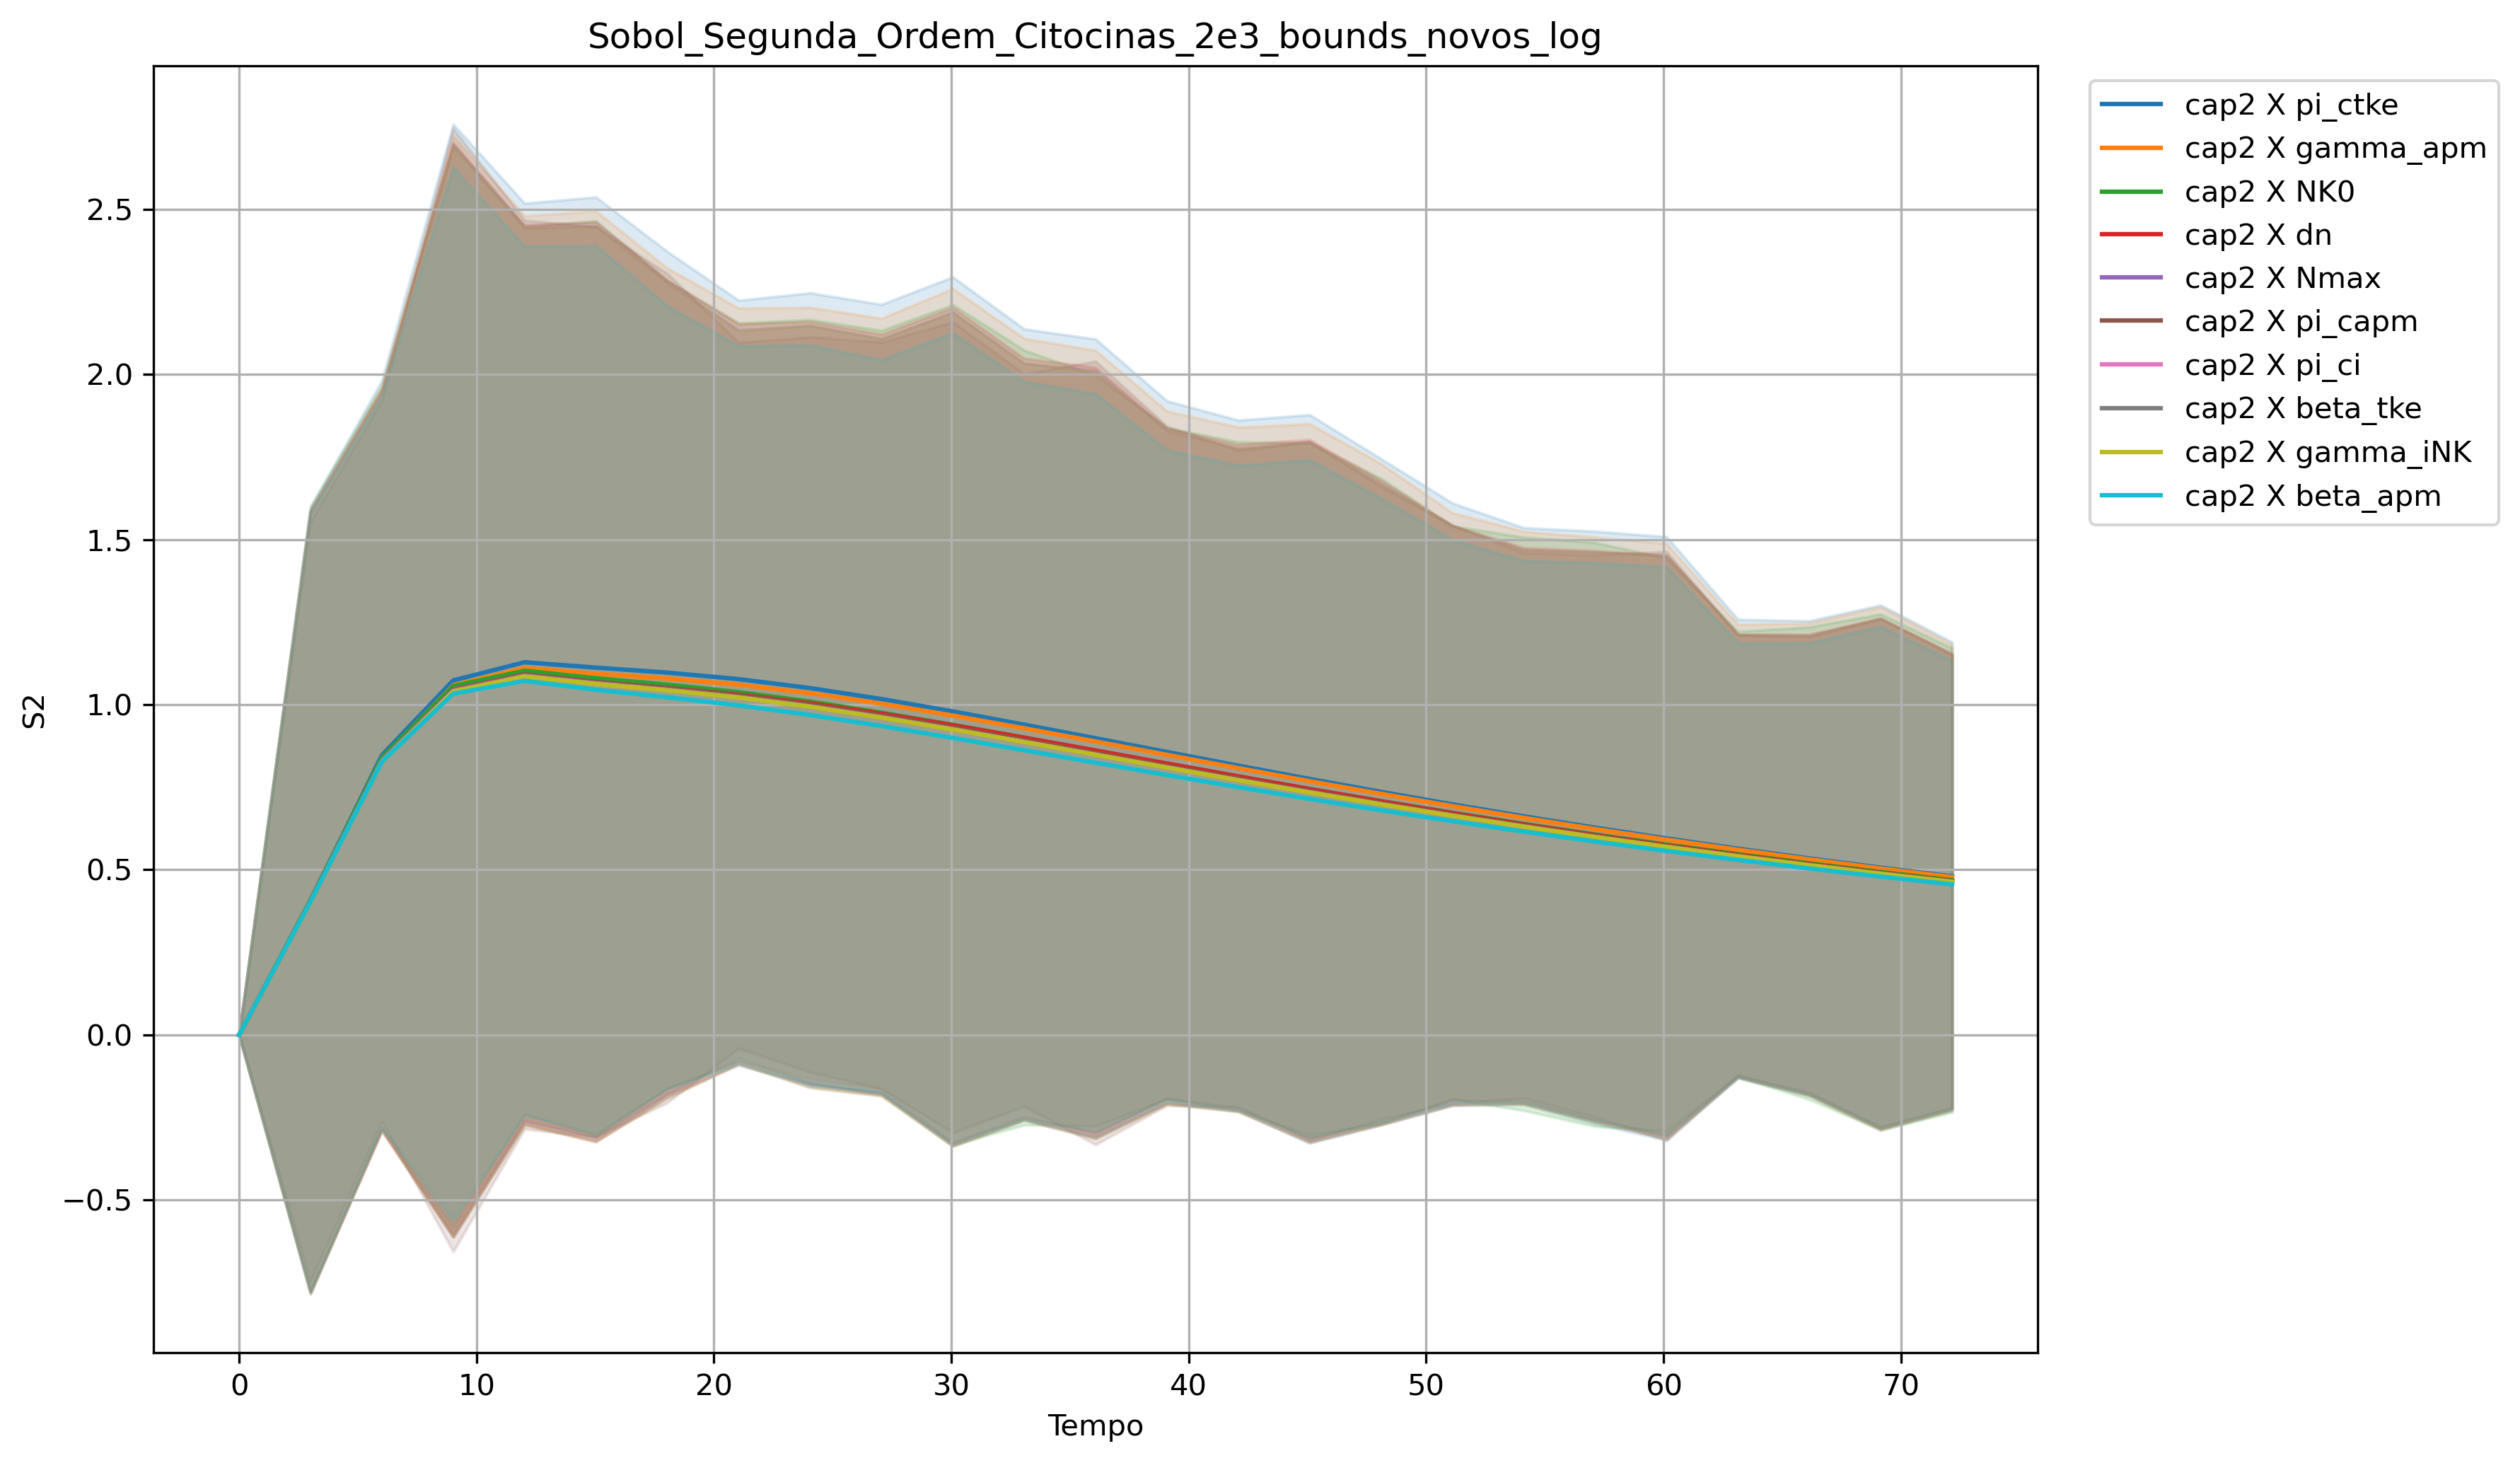 Sobol_Segunda_Ordem_Citocinas_2e3_bounds_novos_log
S2
2.5
2.0
1.5
1.0
0.5
0.0
−0.5
0 10 20 30 40 50 60 70
Tempo
cap2 X pi_ctke
cap2 X gamma_apm
cap2 X NK0
cap2 X dn
cap2 X Nmax
cap2 X pi_capm
cap2 X pi_ci
cap2 X beta_tke
cap2 X gamma_iNK
cap2 X beta_apm